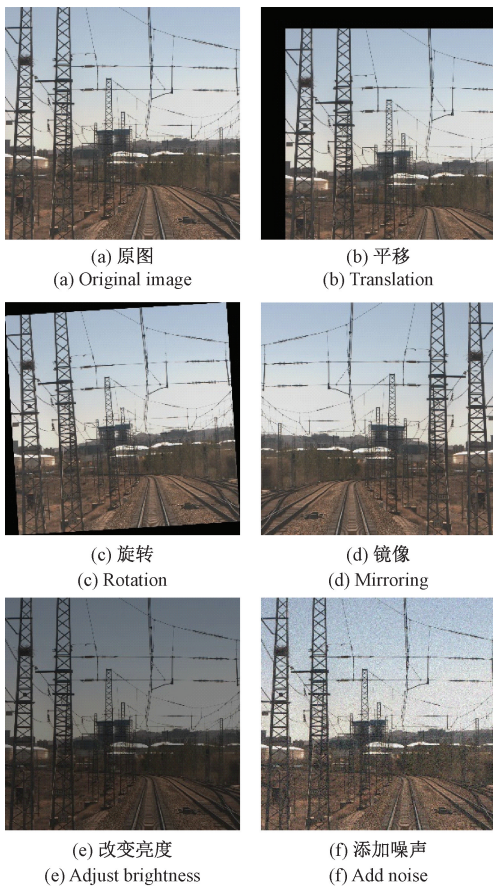 (a) 原图
(a) Original image
(b) 平移
(b) Translation
(c) 旋转
(c) Rotation
(d) 镜像
(d) Mirroring
(e) 改变亮度
(e) Adjust brightness
(f) 添加噪声
(f) Add noise